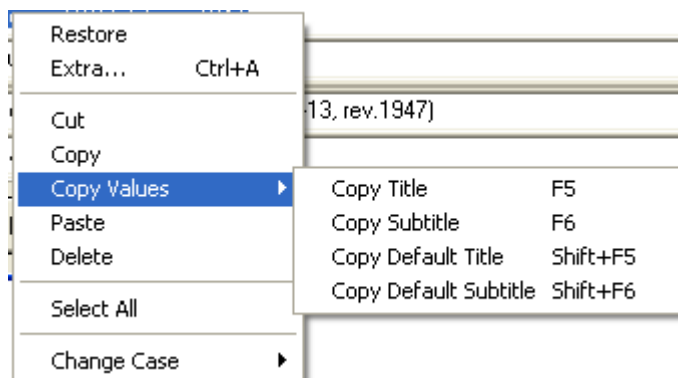 Restore
Extra... Ctrl+A
13, rev.1947)
Cut
Copy
Copy Values
Paste
Delete
Select All
Change Case
Copy Title F5
Copy Subtitle F6
Copy Default Title Shift+F5
Copy Default Subtitle Shift+F6